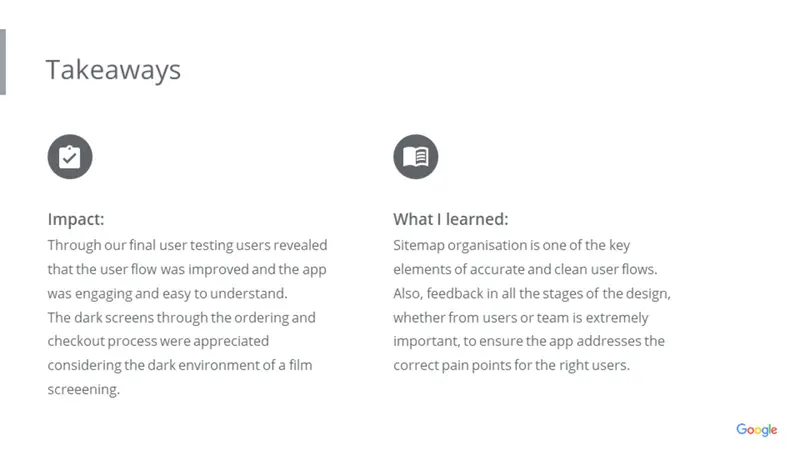 Takeaways
Impact:
Through our final user testing users revealed
that the user flow was improved and the app
was engaging and easy to understand.
The dark screens through the ordering and
checkout process were appreciated
considering the dark environment of a film
screeening.
What I learned:
Sitemap organisation is one of the key
elements of accurate and clean user flows.
Also, feedback in all the stages of the design,
whether from users or team is extremely
important, to ensure the app addresses the
correct pain points for the right users.
Google